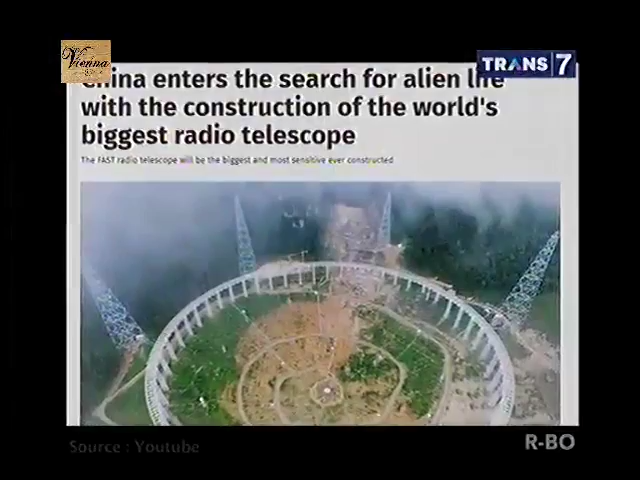 Vienna
TRANS 7
China enters the search for alien life
with the construction of the world's
biggest radio telescope
The FAST radio telescope will be the biggest and most sensitive ever constructed
Source : Youtube
R-BO